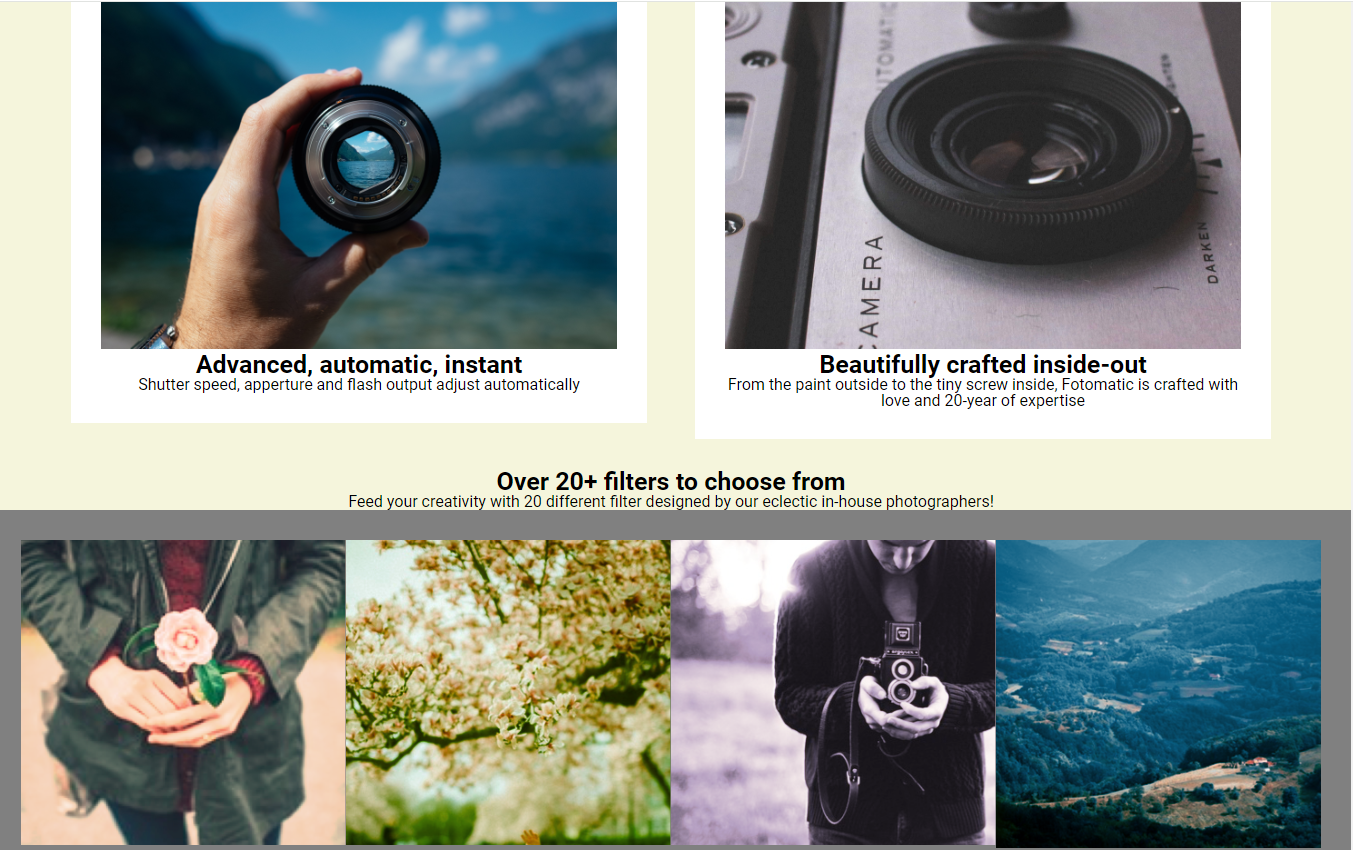 AUTOMATIC
CAMERA
LIGHTEN
DARKEN
Advanced, automatic, instant
Shutter speed, apperture and flash output adjust automatically
Beautifully crafted inside-out
From the paint outside to the tiny screw inside, Fotomatic is crafted with
love and 20-year of expertise
Over 20+ filters to choose from
Feed your creativity with 20 different filter designed by our eclectic in-house photographers!